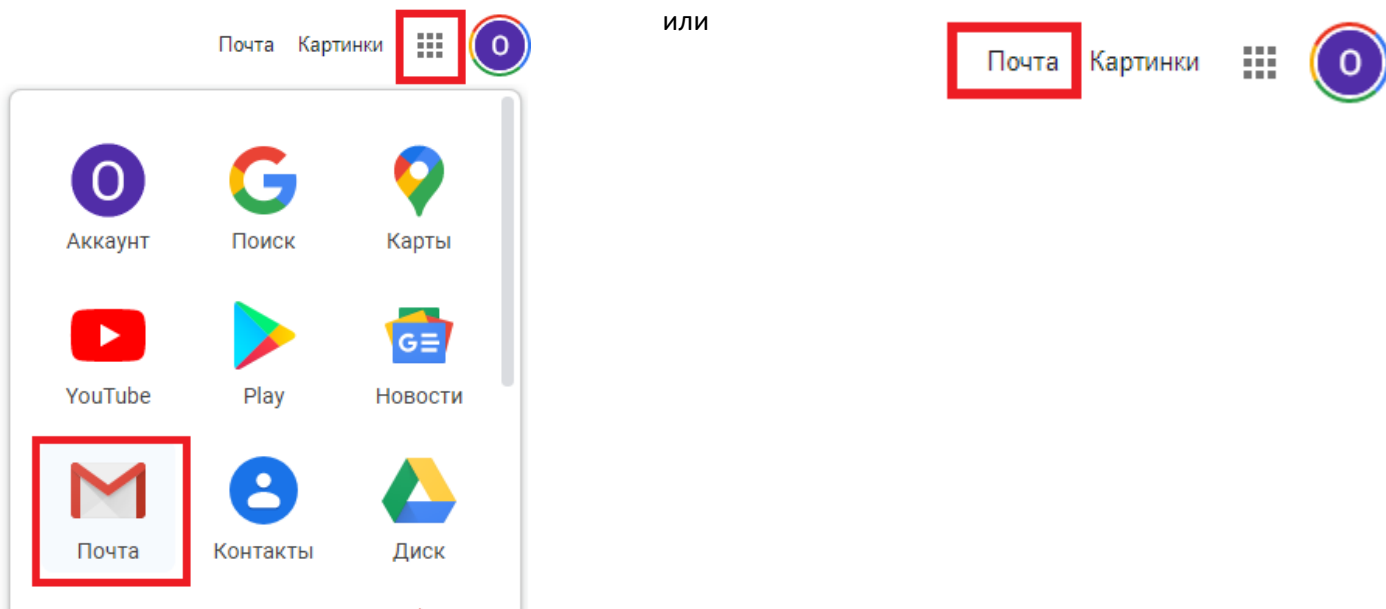 Почта Картинки O
или
Почта Картинки O
O
Аккаунт Поиск Карты
G≡
YouTube Play Новости
Почта Контакты Диск